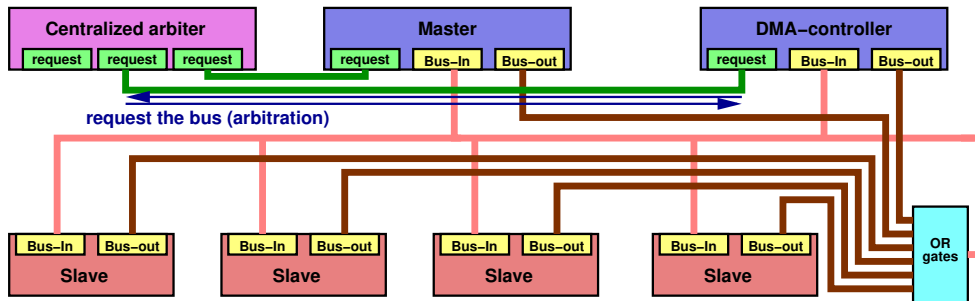 Centralized arbiter
request
request
request
Master
request
Bus-In
Bus-out
DMA-controller
request
Bus-In
Bus-out
request the bus (arbitration)
Bus-In
Bus-out
Slave
Bus-In
Bus-out
Slave
Bus-In
Bus-out
Slave
Bus-In
Bus-out
Slave
OR
gates